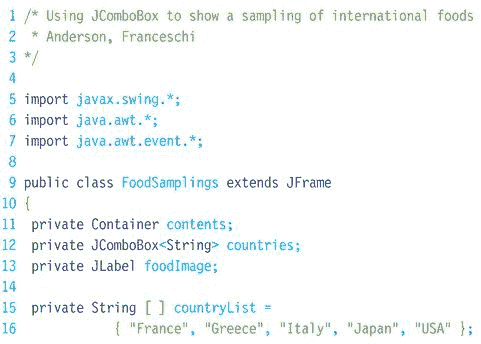 1 /* Using JComboBox to show a sampling of international foods
2  * Anderson, Franceschi
3 */
4
5 import javax.swing.*;
6 import java.awt.*;
7 import java.awt.event.*;
8
9 public class FoodSamplings extends JFrame
10 {
11  private Container contents;
12  private JComboBox<String> countries;
13  private JLabel foodImage;
14
15  private String [ ] countryList =
16             { "France", "Greece", "Italy", "Japan", "USA" };